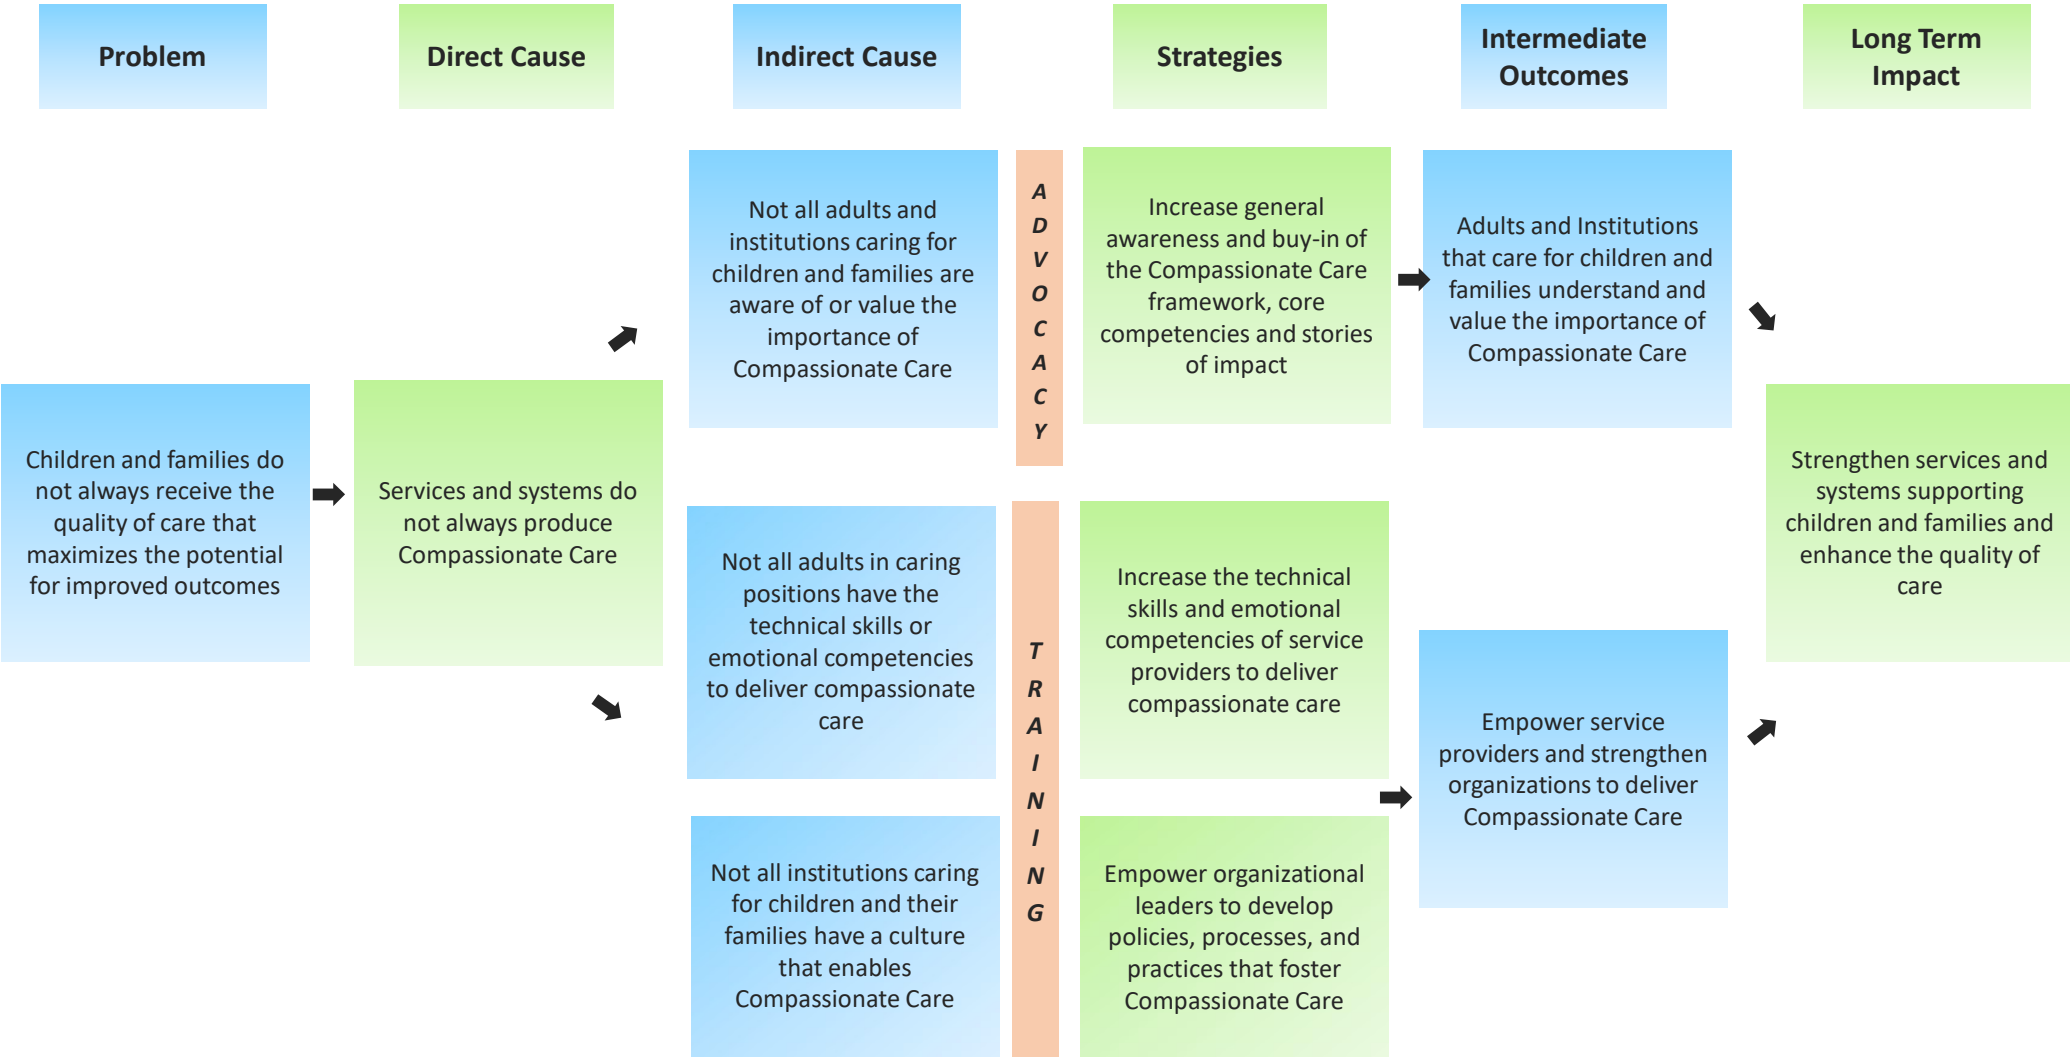 Problem
Direct Cause
Indirect Cause
Strategies
Intermediate
Outcomes
Long Term
Impact
Children and families do
not always receive the
quality of care that
maximizes the potential
for improved outcomes
Services and systems do
not always produce
Compassionate Care
Not all adults and
institutions caring for
children and families are
aware of or value the
importance of
Compassionate Care
Not all adults in caring
positions have the
technical skills or
emotional competencies
to deliver compassionate
care
Not all institutions caring
for children and their
families have a culture
that enables
Compassionate Care
A
D
V
O
C
A
C
Y
T
R
A
I
N
I
N
G
Increase general
awareness and buy-in of
the Compassionate Care
framework, core
competencies and stories
of impact
Increase the technical
skills and emotional
competencies of service
providers to deliver
compassionate care
Empower organizational
leaders to develop
policies, processes, and
practices that foster
Compassionate Care
Adults and Institutions
that care for children and
families understand and
value the importance of
Compassionate Care
Empower service
providers and strengthen
organizations to deliver
Compassionate Care
Strengthen services and
systems supporting
children and families and
enhance the quality of
care